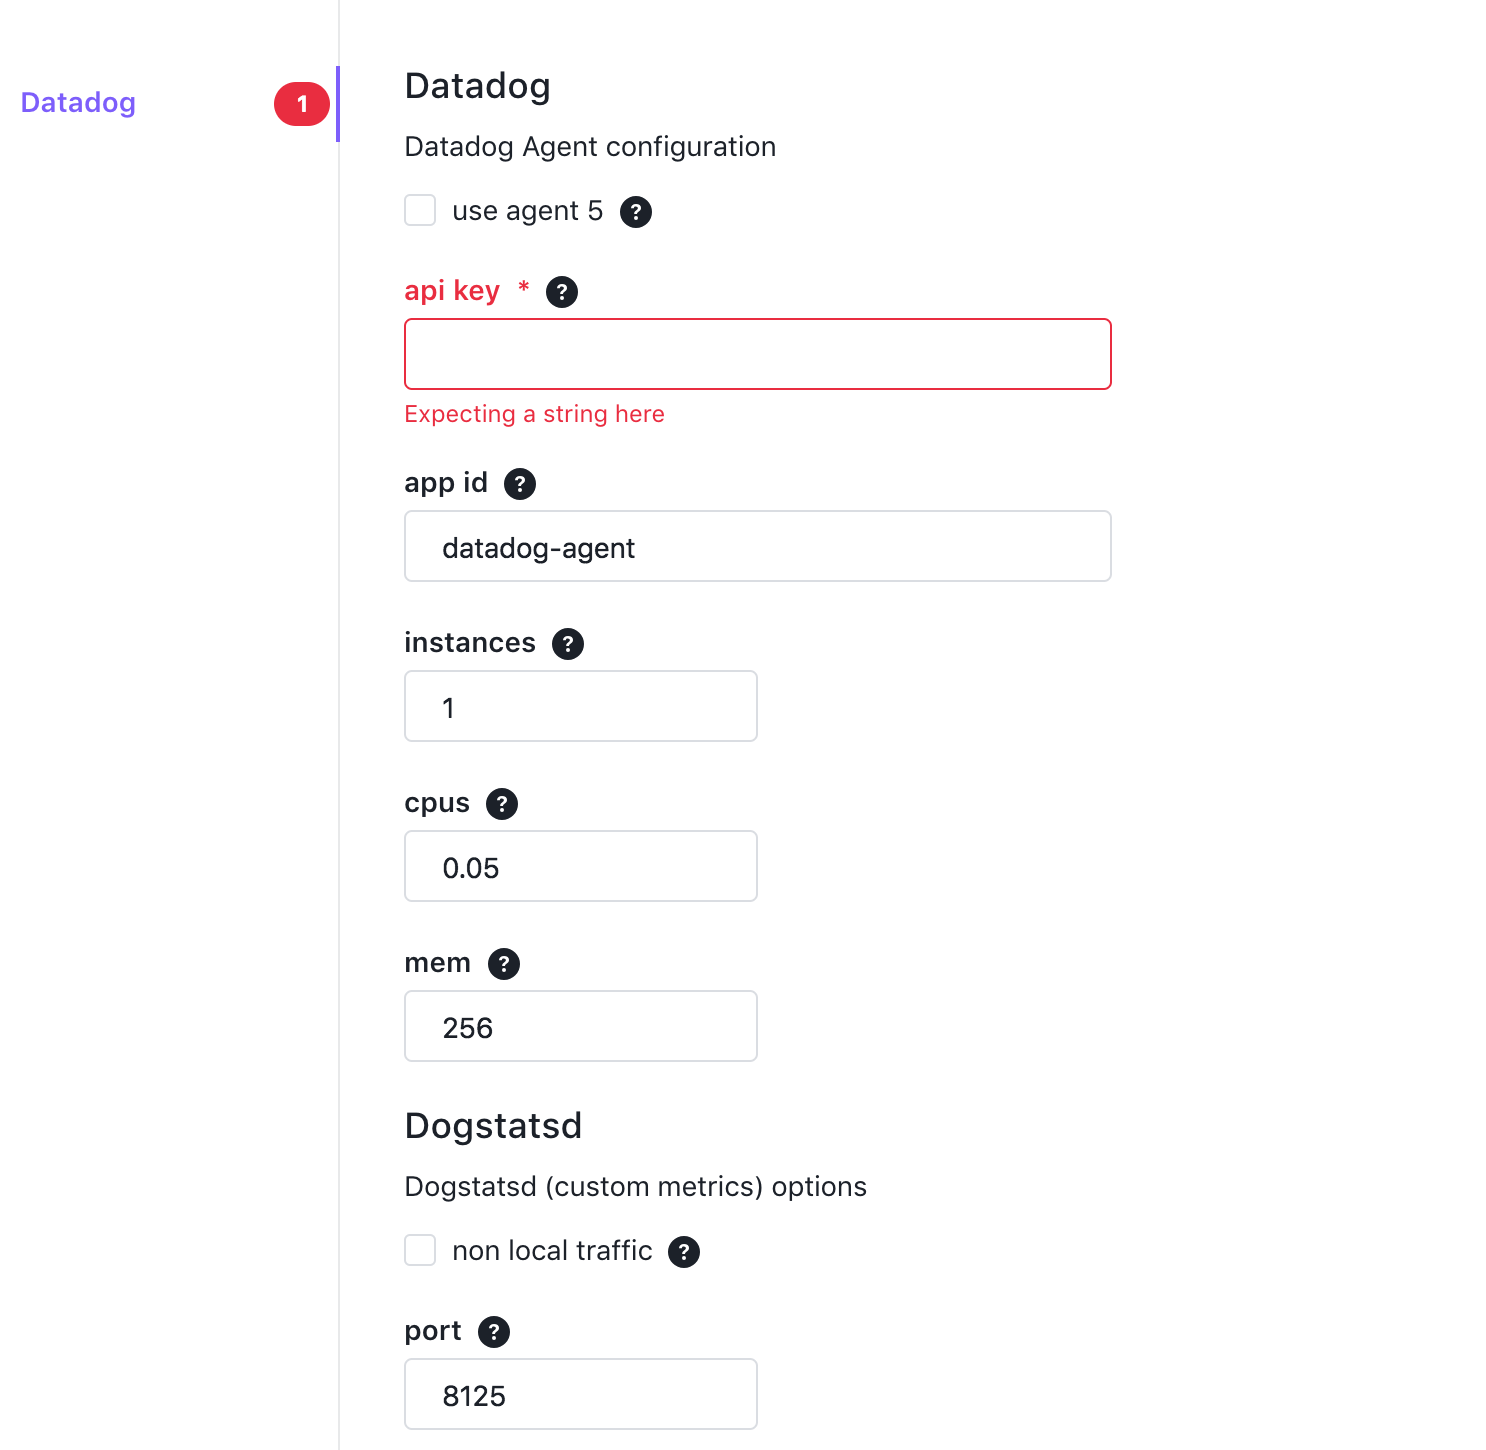 Datadog
1
Datadog
Datadog Agent configuration
use agent 5 ?
api key * ?
Expecting a string here
app id ?
datadog-agent
instances ?
1
cpus ?
0.05
mem ?
256
Dogstatsd
Dogstatsd (custom metrics) options
non local traffic ?
port ?
8125